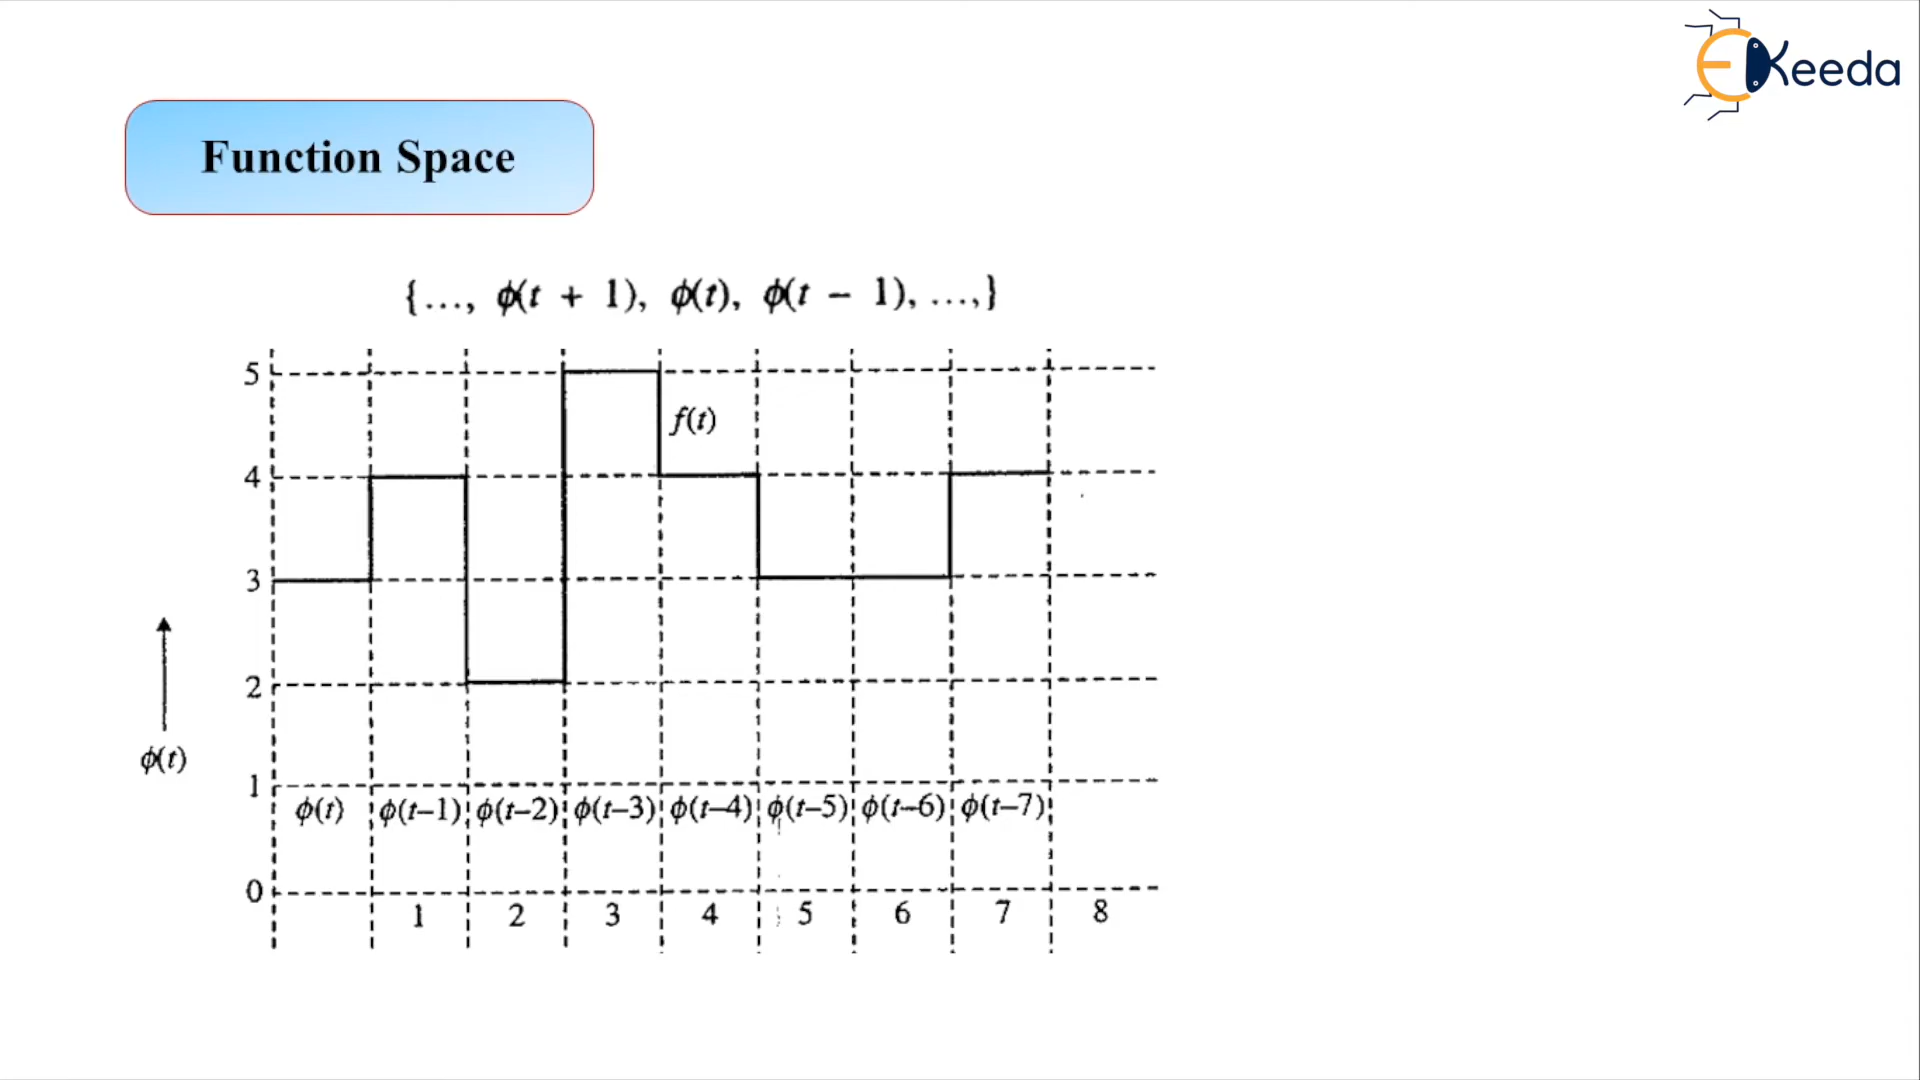 Keeda
Function Space
{..., ϕ(t + 1), ϕ(t), ϕ(t − 1), ...,}
5
f(t)
4
3
2
ϕ(t)
1
ϕ(t) ϕ(t–1) ϕ(t–2) ϕ(t–3) ϕ(t–4) ϕ(t–5) ϕ(t–6) ϕ(t–7)
0
1 2 3 4 5 6 7 8